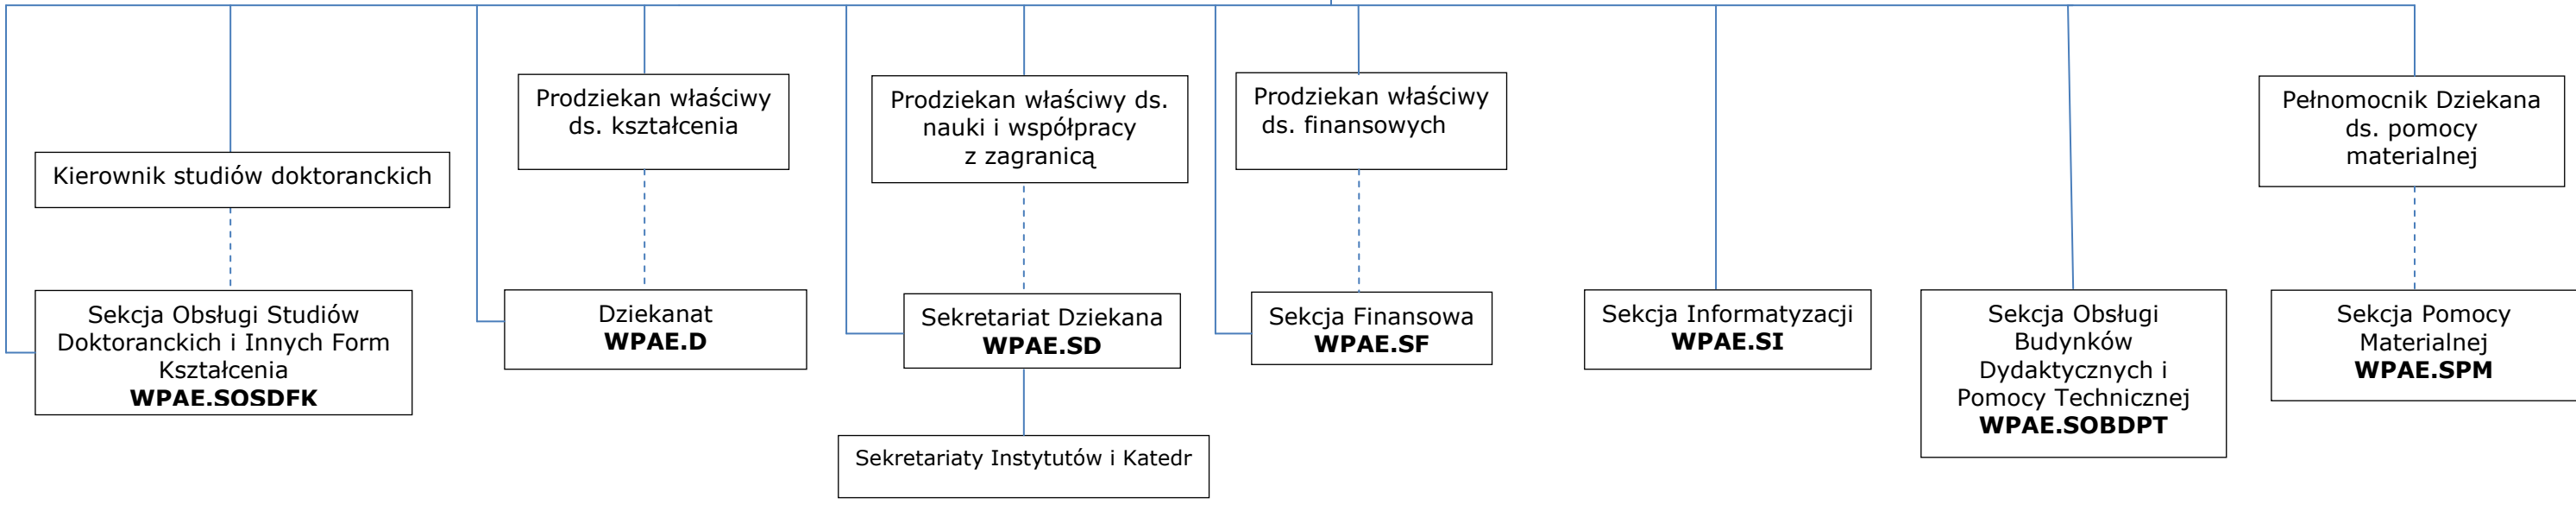 Kierownik studiów doktoranckich
Prodziekan właściwy
ds. kształcenia
Prodziekan właściwy ds.
nauki i współpracy
z zagranicą
Prodziekan właściwy
ds. finansowych
Pełnomocnik Dziekana
ds. pomocy
materialnej
Sekcja Obsługi Studiów
Doktoranckich i Innych Form
Kształcenia
WPAE.SOSDFK
Dziekanat
WPAE.D
Sekretariat Dziekana
WPAE.SD
Sekcja Finansowa
WPAE.SF
Sekcja Informatyzacji
WPAE.SI
Sekcja Obsługi
Budynków
Dydaktycznych i
Pomocy Technicznej
WPAE.SOBDPT
Sekcja Pomocy
Materialnej
WPAE.SPM
Sekretariaty Instytutów i Katedr